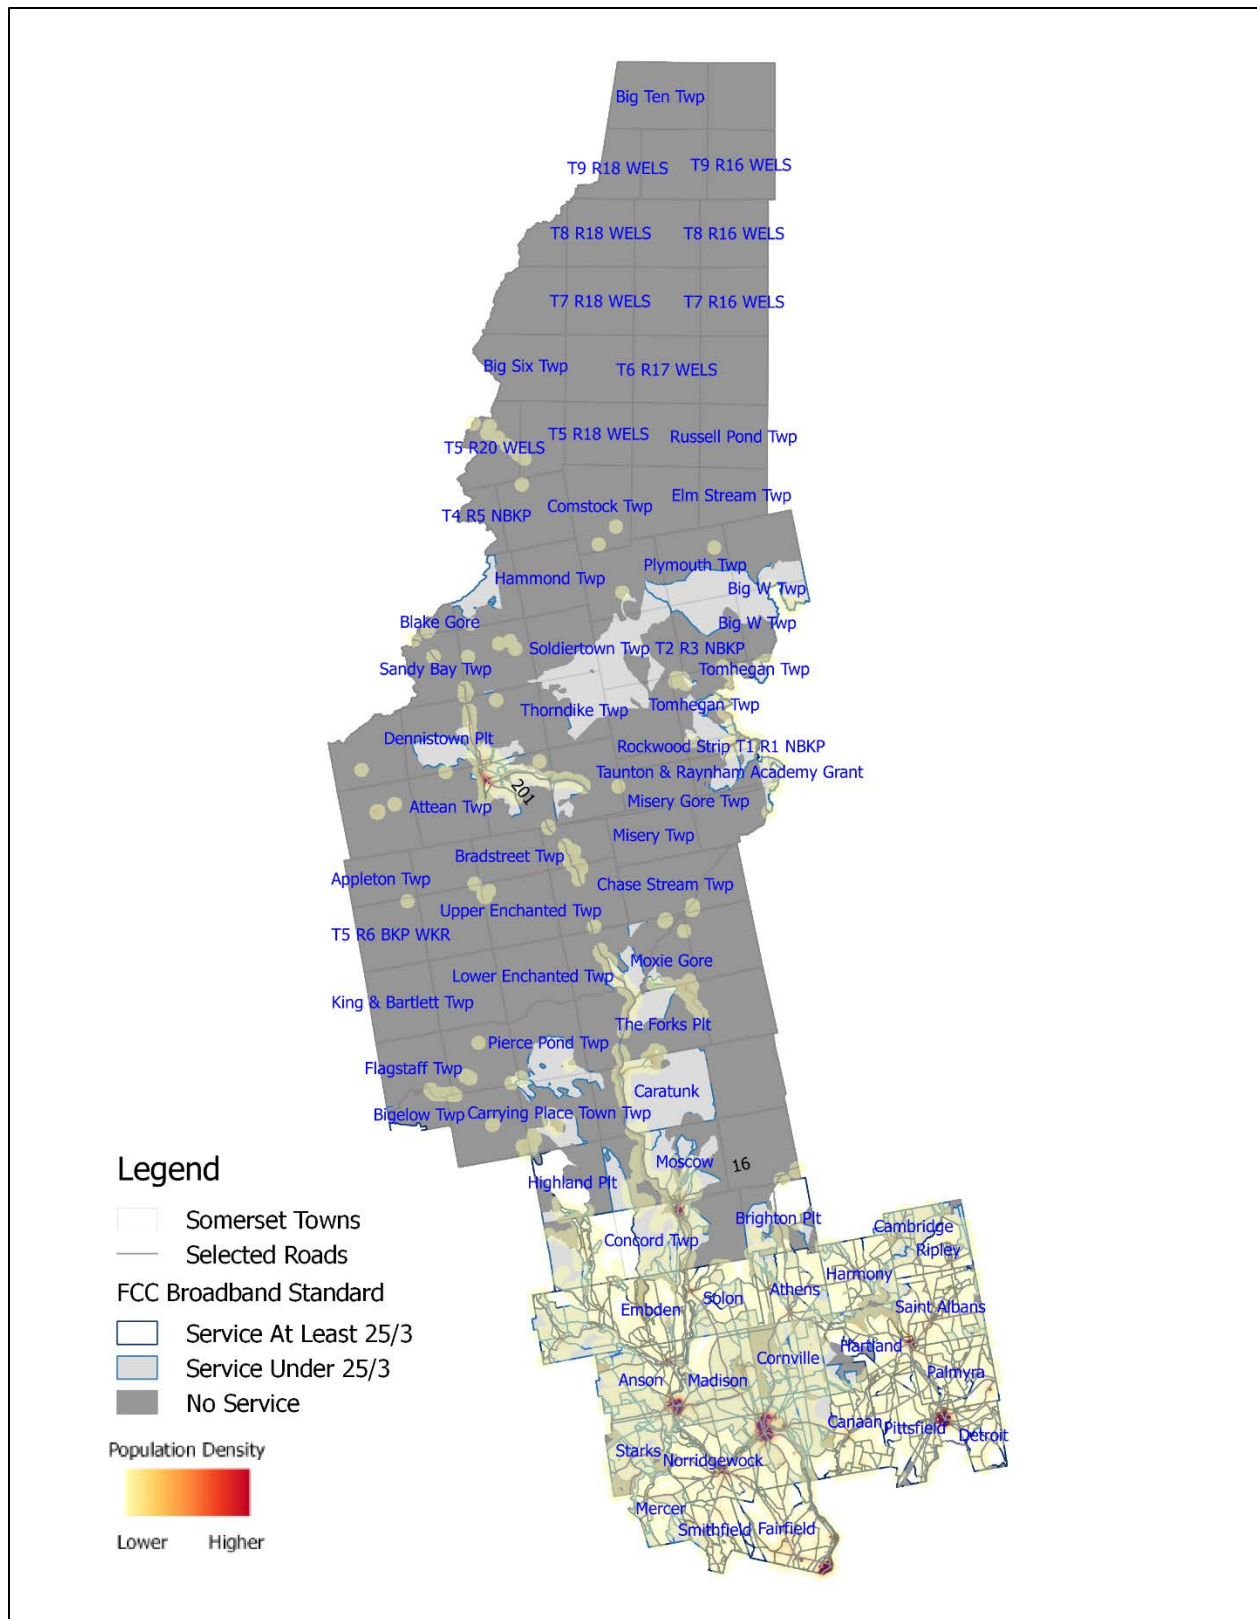 Big Ten Twp
T9 R18 WELS
T9 R16 WELS
T8 R18 WELS
T8 R16 WELS
T7 R18 WELS
T7 R16 WELS
Big Six Twp
T6 R17 WELS
T5 R18 WELS
Russell Pond Twp
T5 R20 WELS
Elm Stream Twp
Comstock Twp
T4 R5 NBKP
Plymouth Twp
Hammond Twp
Big W Twp
Blake Gore
Big W Twp
Soldiertown Twp T2 R3 NBKP
Sandy Bay Twp
Tomhegan Twp
Thorndike Twp
Tomhegan Twp
Dennistown Plt
Rockwood Strip T1 R1 NBKP
Taunton & Raynham Academy Grant
201
Attean Twp
Misery Gore Twp
Misery Twp
Bradstreet Twp
Appleton Twp
Chase Stream Twp
Upper Enchanted Twp
T5 R6 BKP WKR
Moxie Gore
Lower Enchanted Twp
King & Bartlett Twp
The Forks Plt
Pierce Pond Twp
Flagstaff Twp
Caratunk
Bigelow Twp
Carrying Place Town Twp
Moscow
16
Highland Plt
Brighton Plt
Cambridge
Concord Twp
Ripley
Harmony
Athens
Solon
Embden
Saint Albans
Hartland
Cornville
Palmyra
Anson
Madison
Canaan
Pittsfield
Detroit
Starks
Norridgewock
Mercer
Smithfield
Fairfield
Legend
Somerset Towns
Selected Roads
FCC Broadband Standard
Service At Least 25/3
Service Under 25/3
No Service
Population Density
Lower Higher